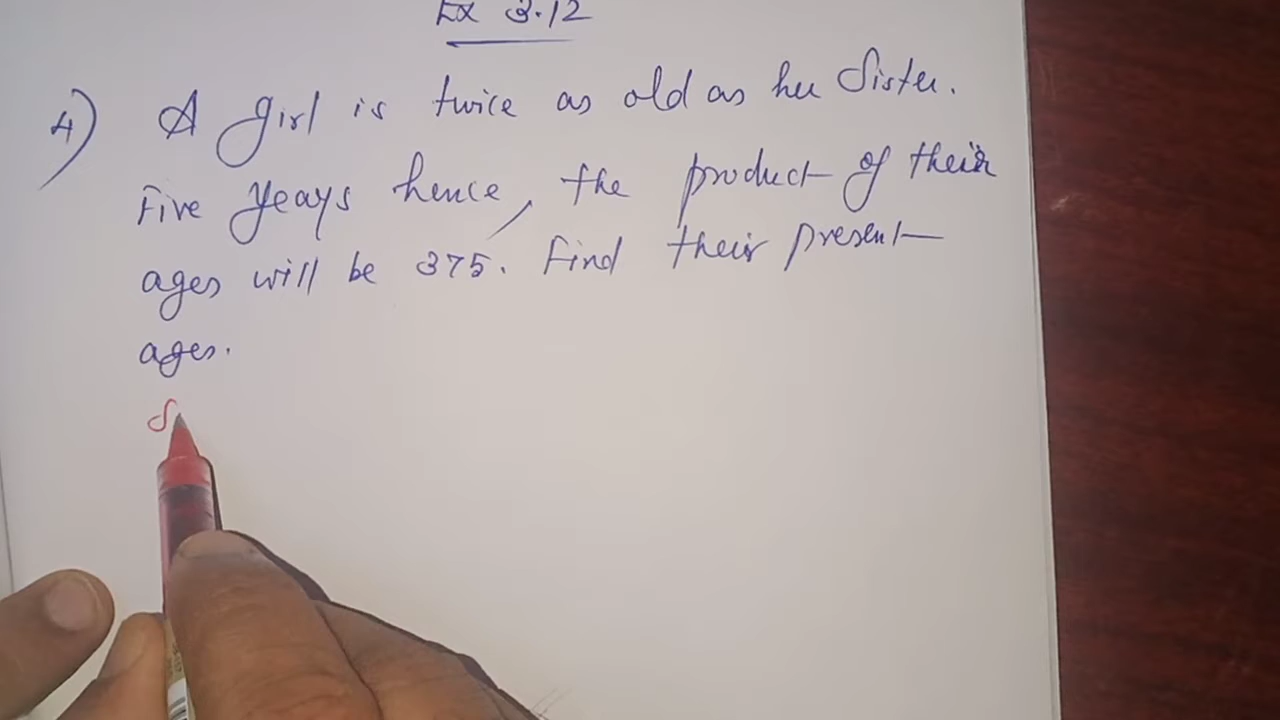 Ex 3.12
4) A girl is twice as old as her Sister.
Five years hence, the product of their
ages will be 375. Find their present
ages.
S